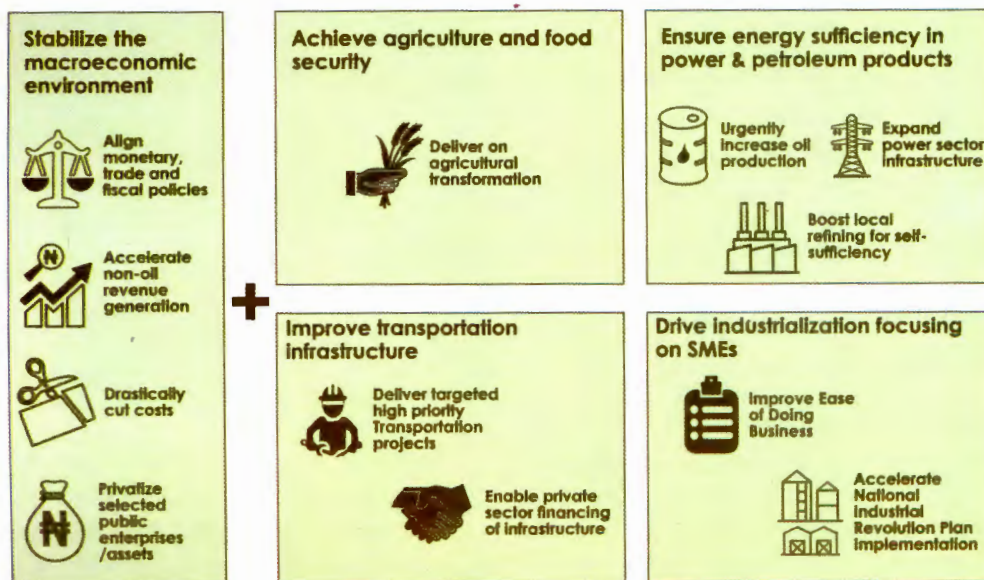 Stabilize the
macroeconomic
environment
Align
monetary,
trade and
fiscal policies
₦
Accelerate
non-oil
revenue
generation
Drastically
cut costs
₦
Privatize
selected
public
enterprises
/assets
+
Achieve agriculture and food
security
Deliver on
agricultural
transformation
Ensure energy sufficiency in
power & petroleum products
Urgently
increase oil
production
Expand
power sector
infrastructure
Boost local
refining for self-
sufficiency
Improve transportation
infrastructure
Deliver targeted
high priority
Transportation
projects
Enable private
sector financing
of infrastructure
Drive industrialization focusing
on SMEs
Improve Ease
of Doing
Business
Accelerate
National
Industrial
Revolution Plan
Implementation